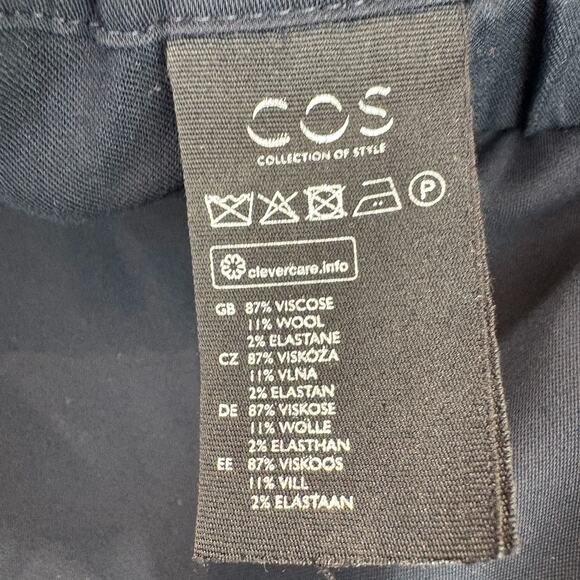 COS
COLLECTION OF STYLE
P
clevercare.info
GB 87% VISCOSE
11% WOOL
2% ELASTANE
CZ 87% VISKÓZA
11% VLNA
2% ELASTAN
DE 87% VISKOSE
11% WOLLE
2% ELASTHAN
EE 87% VISKOOS
11% VILL
2% ELASTAAN